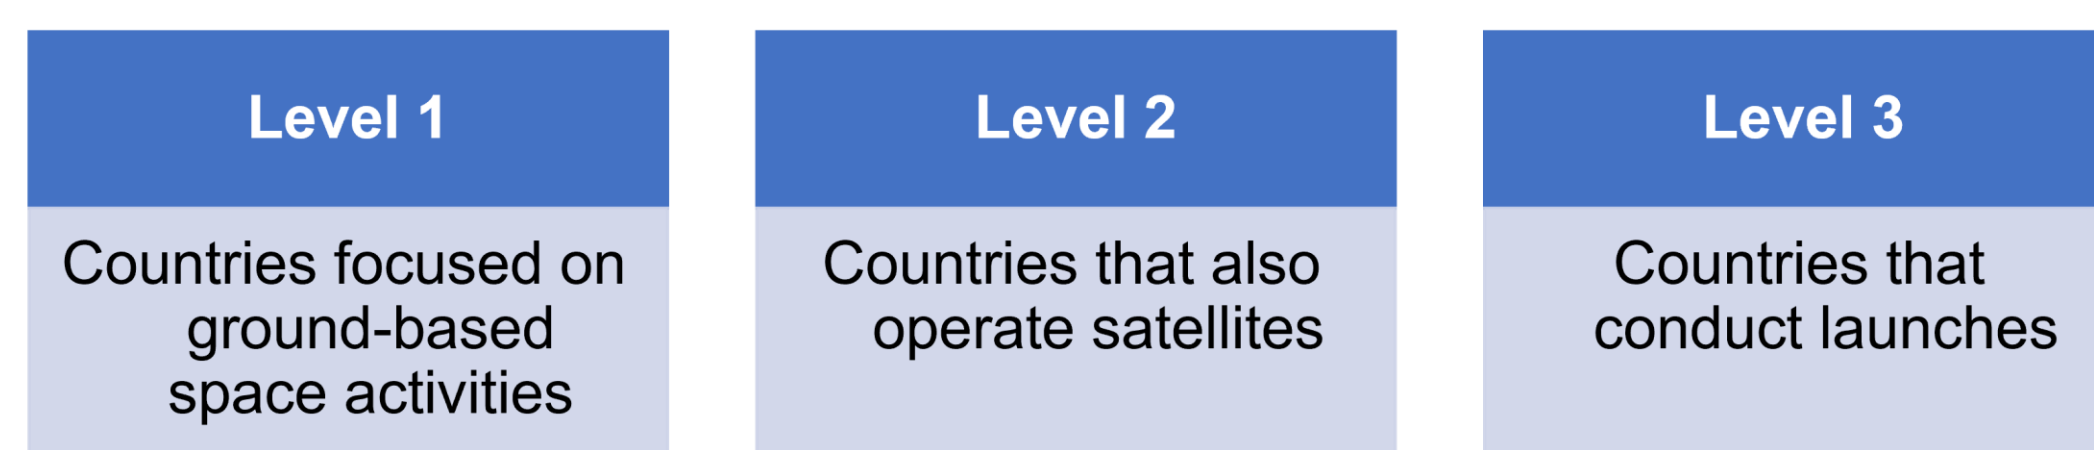 Level 1
Countries focused on
ground-based
space activities
Level 2
Countries that also
operate satellites
Level 3
Countries that
conduct launches